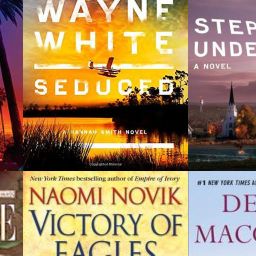 WAYNE
WHITE
SEDUCED
A HANNAH SMITH NOVEL
STEP
UNDE
A NOVEL
E
New York Times bestselling author of Empire of Ivory
NAOMI NOVIK
VICTORY OF
EAGLES
#1 NEW YORK TIMES
DE
MACO